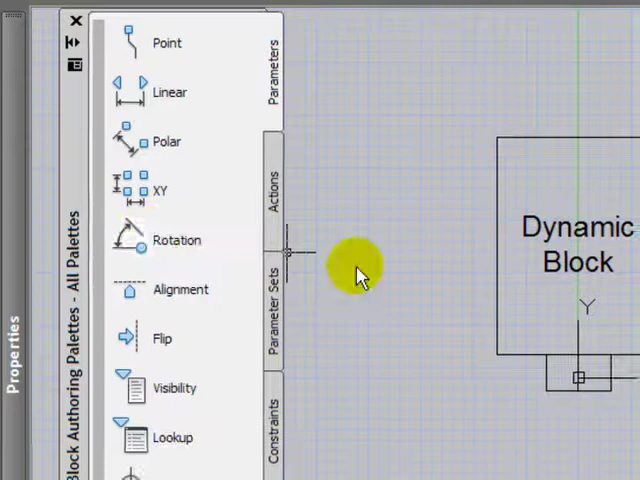 Point
Linear
Polar
XY
Rotation
Alignment
Flip
Visibility
Lookup
Parameters
Actions
Parameter Sets
Constraints
Block Authoring Palettes - All Palettes
Properties
Dynamic
Block
Y